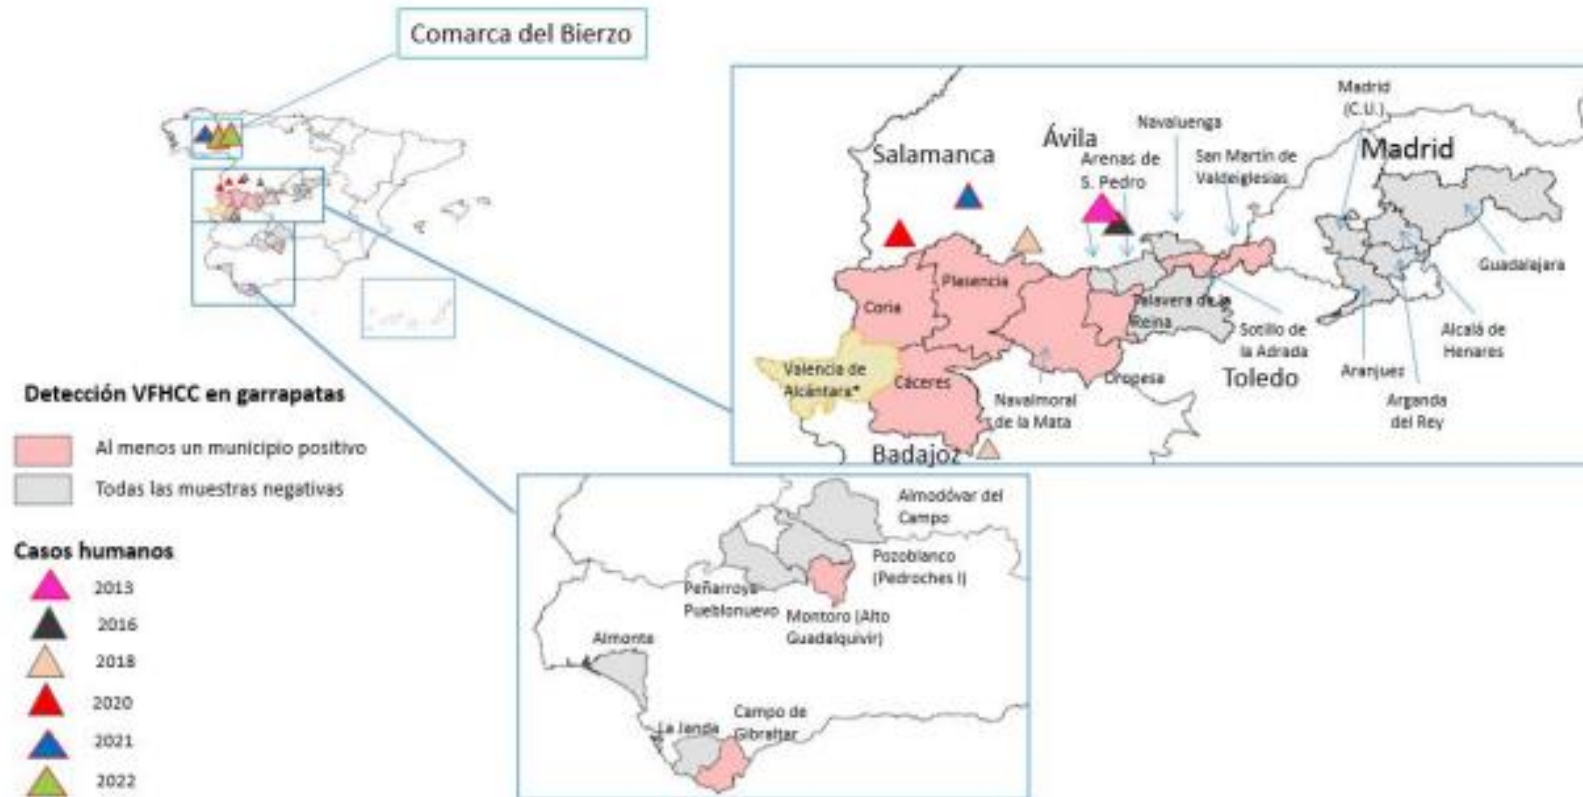 Comarca del Bierzo
Detección VFHCC en garrapatas
Al menos un municipio positivo
Todas las muestras negativas
Casos humanos
2013
2016
2018
2020
2021
2022
Salamanca
Ávila
Arenas de
S. Pedro
Navaluenga
San Martín de
Valdeiglesias
Madrid
(C.U.)
Madrid
Guadalajara
Coria
Plasencia
Talavera de la
Reina
Sotillo de
la Adrada
Toledo
Aranjuez
Alcalá de
Henares
Arganda
del Rey
Valencia de
Alcántara*
Cáceres
Navalmoral
de la Mata
Oropesa
Badajoz
Almodóvar del
Campo
Pozoblanco
(Pedroches I)
Peñarroya-
Pueblonuevo
Montoro (Alto
Guadalquivir)
Almonte
La Janda
Campo de
Gibraltar